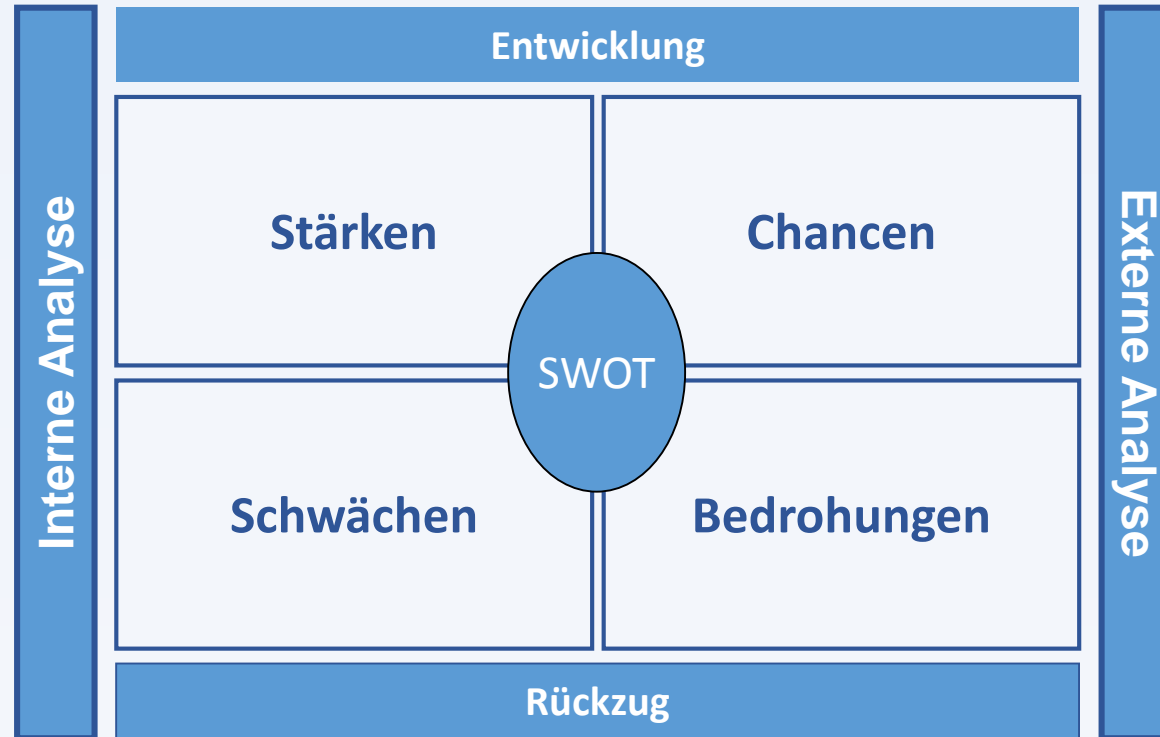 Entwicklung
Interne Analyse
Stärken
Chancen
SWOT
Schwächen
Bedrohungen
Externe Analyse
Rückzug